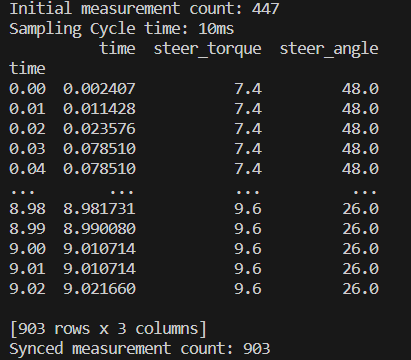 Initial measurement count: 447
Sampling Cycle time: 10ms
time steer_torque steer_angle
time
0.00 0.002407 7.4 48.0
0.01 0.011428 7.4 48.0
0.02 0.023576 7.4 48.0
0.03 0.078510 7.4 48.0
0.04 0.078510 7.4 48.0
... ... ... ...
8.98 8.981731 9.6 26.0
8.99 8.990080 9.6 26.0
9.00 9.010714 9.6 26.0
9.01 9.010714 9.6 26.0
9.02 9.021660 9.6 26.0
[903 rows x 3 columns]
Synced measurement count: 903